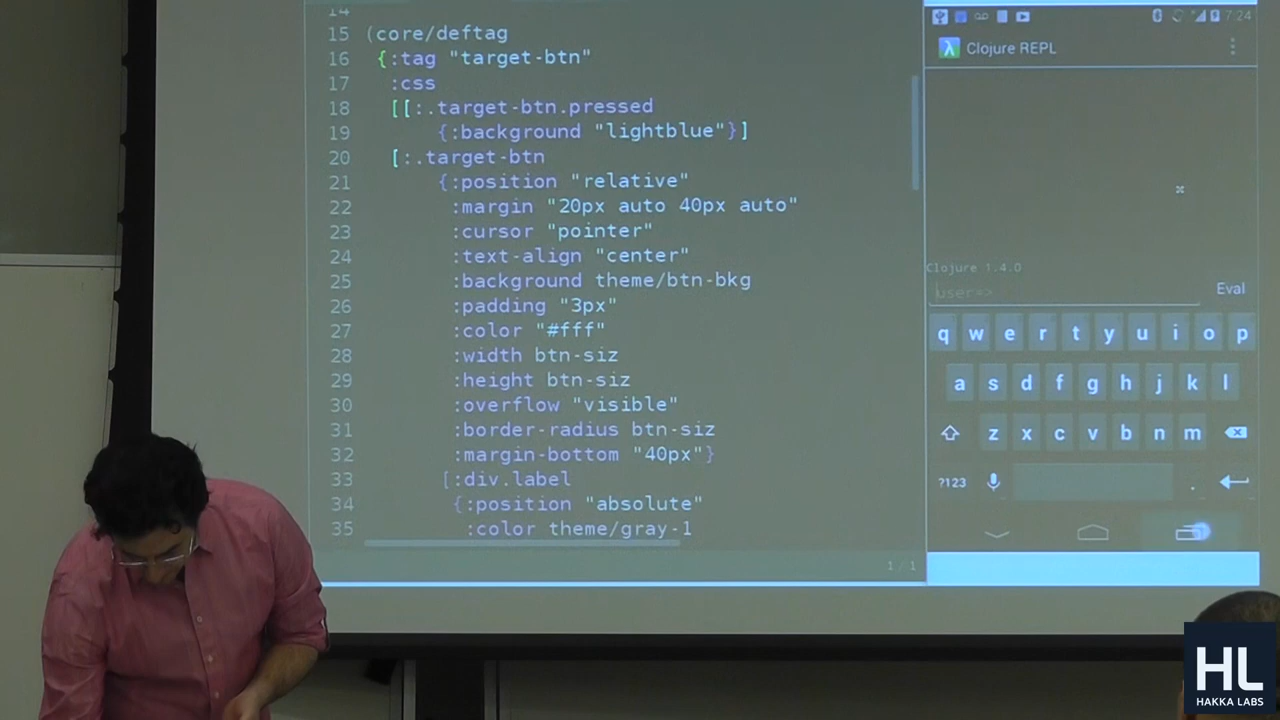 14
15 (core/deftag
16 {:tag "target-btn"
17 :css
18 [[:.target-btn.pressed
19 {:background "lightblue"}]
20 [:.target-btn
21 {:position "relative"
22 :margin "20px auto 40px auto"
23 :cursor "pointer"
24 :text-align "center"
25 :background theme/btn-bkg
26 :padding "3px"
27 :color "#fff"
28 :width btn-siz
29 :height btn-siz
30 :overflow "visible"
31 :border-radius btn-siz
32 :margin-bottom "40px"}
33 [:div.label
34 {:position "absolute"
35 :color theme/gray-1
1 / 1
7:24
λ Clojure REPL
Clojure 1.4.0
user=>
Eval
q w e r t y u i o p
a s d f g h j k l
z x c v b n m
?123 .
HL
HAKKA LABS